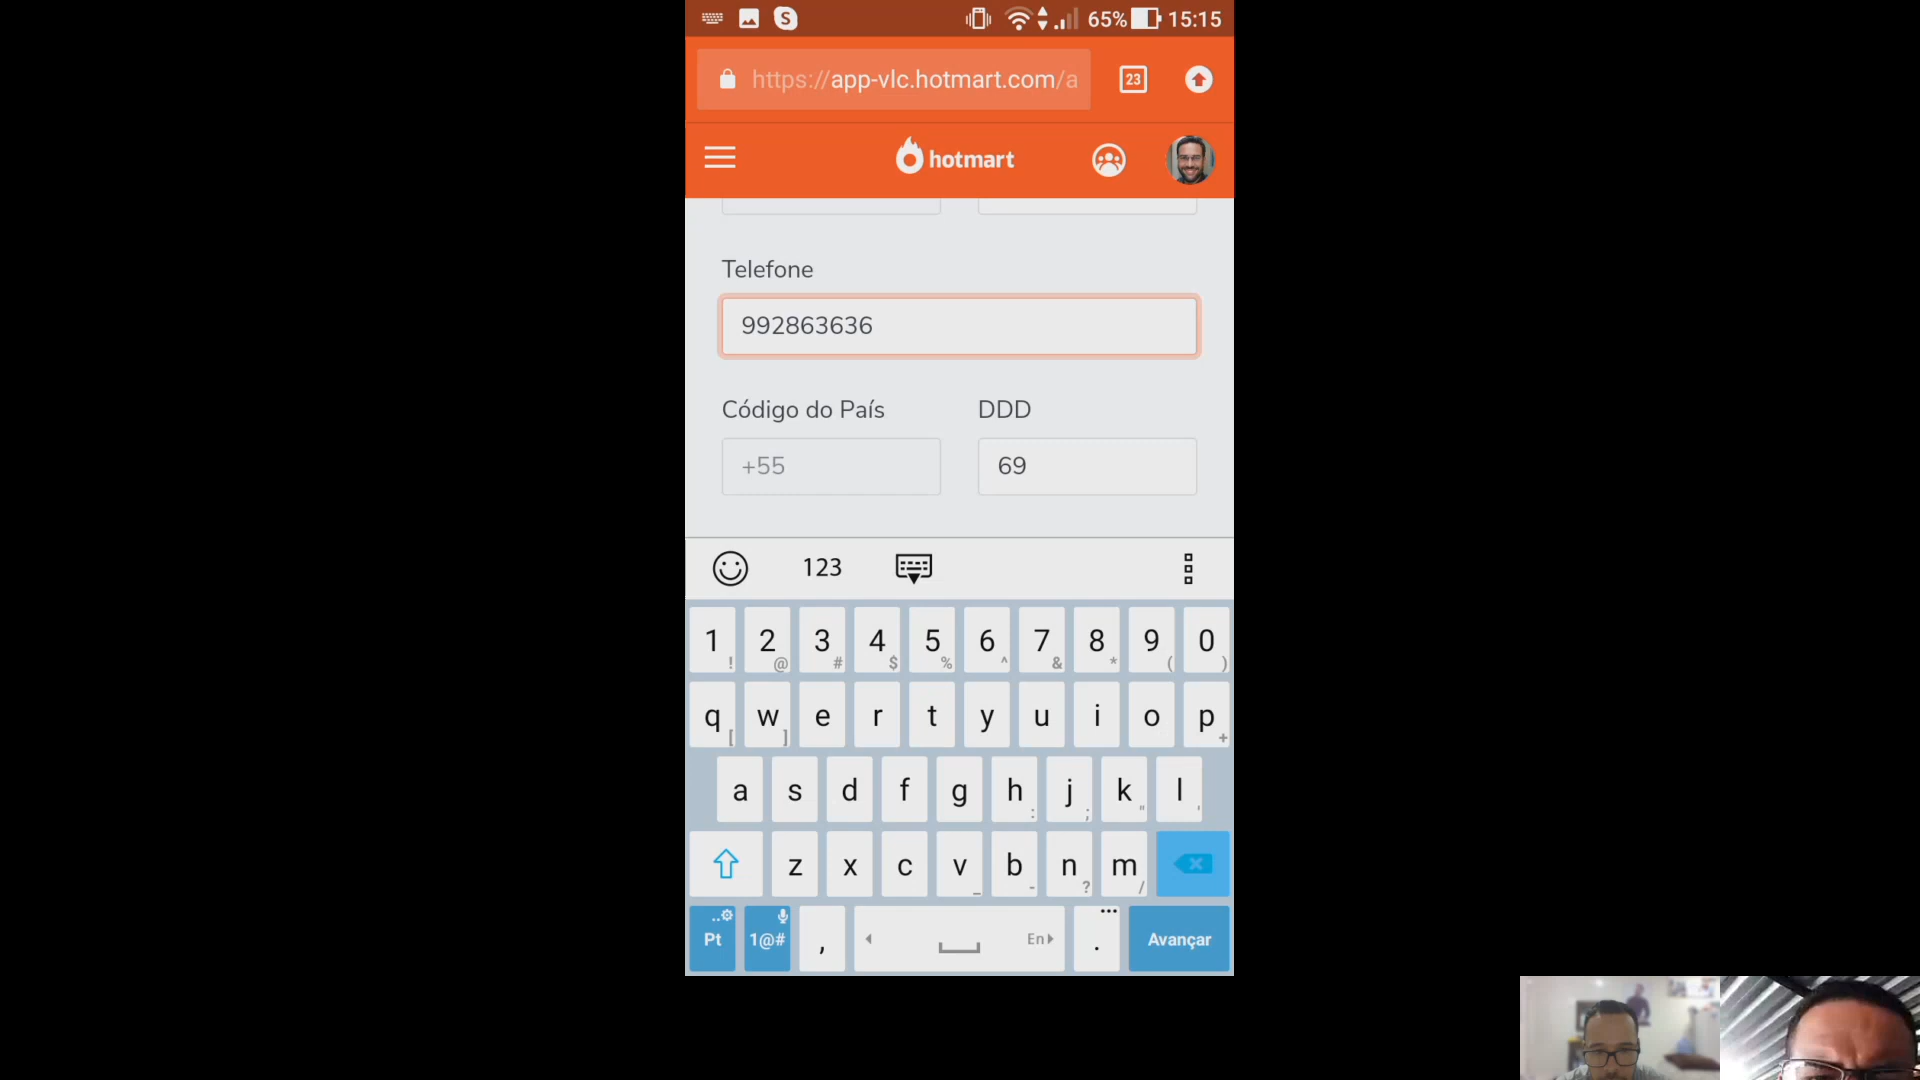 65% 15:15
https://app-vlc.hotmart.com/a 23
hotmart
Telefone
992863636
Código do País DDD
+55 69
123
1 2 3 4 5 6 7 8 9 0
! @ # $ % ^ & * ( )
q w e r t y u i o p
[ ] +
a s d f g h j k l
: ; " '
z x c v b n m
_ - ? /
Pt 1@# , En . Avançar